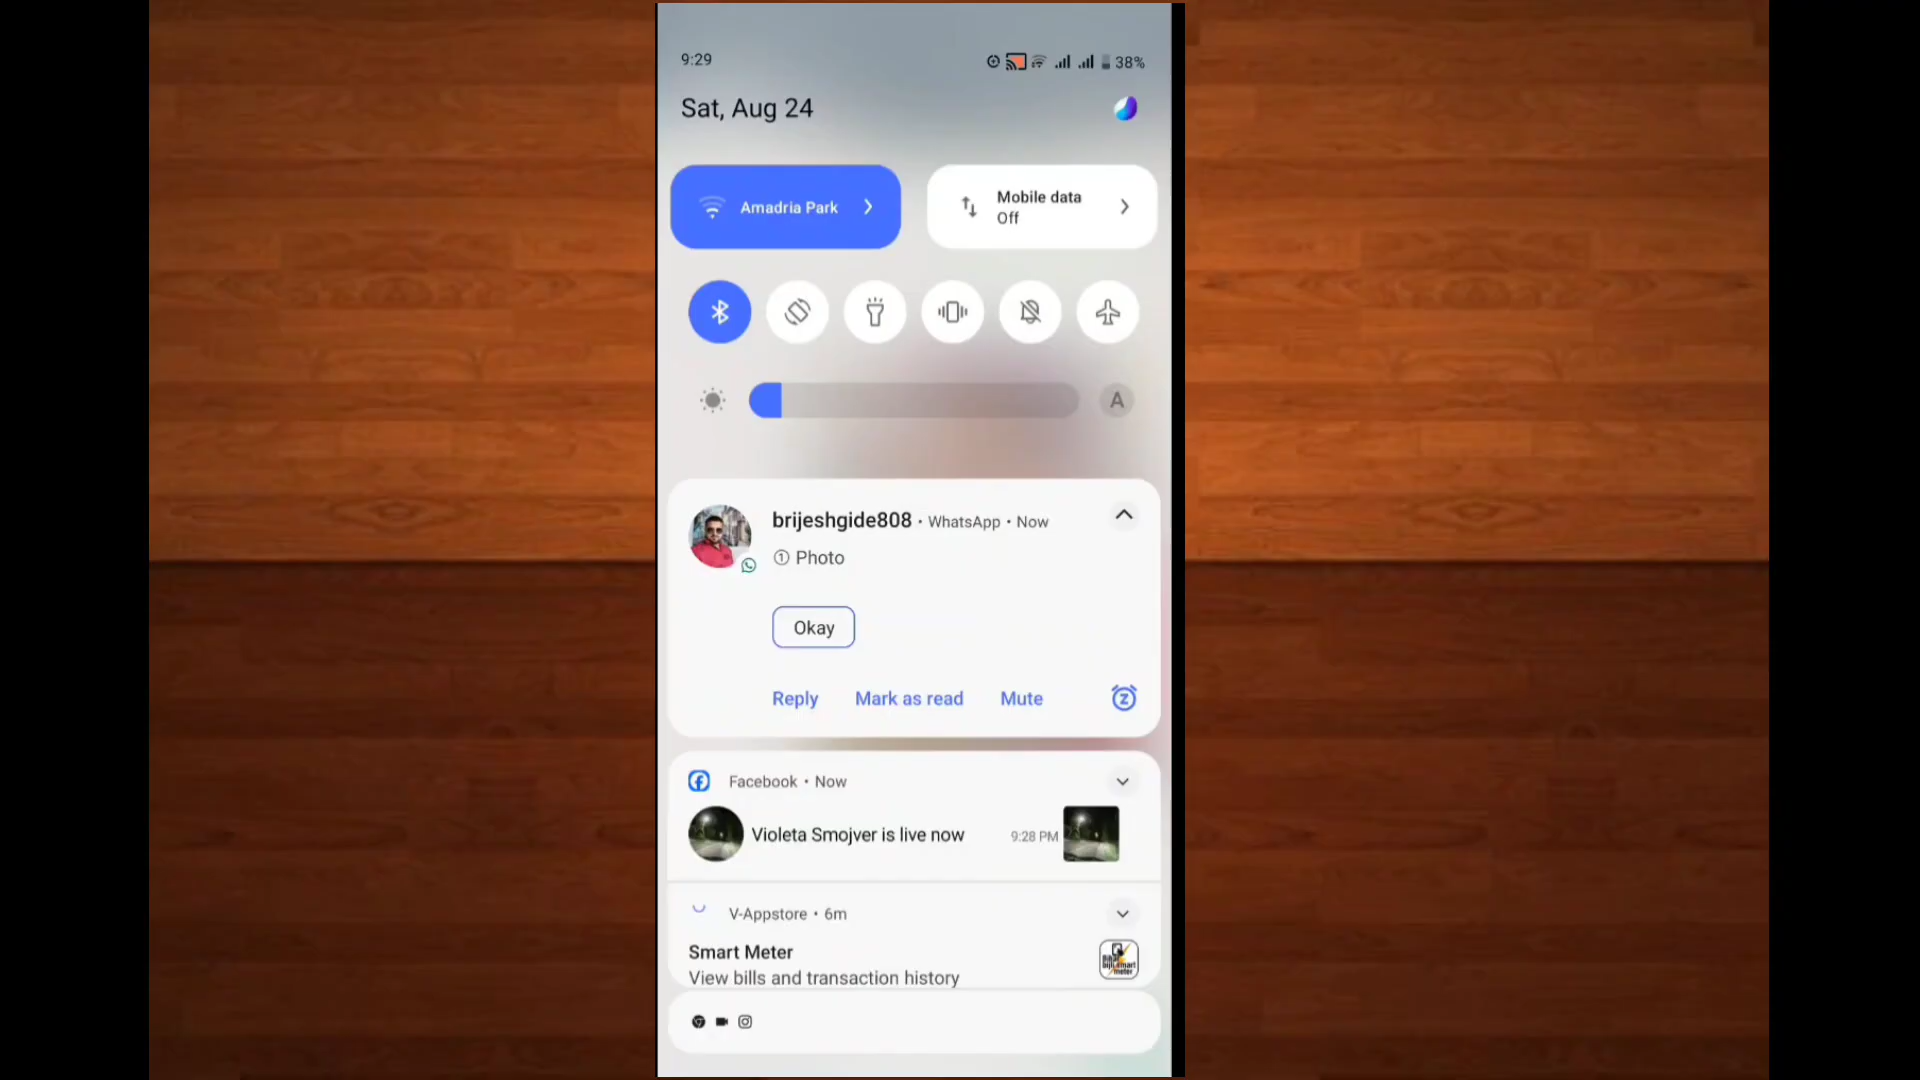 9:29
38%
Sat, Aug 24
Amadria Park
Mobile data
Off
A
brijeshgide808 • WhatsApp • Now
1 Photo
Okay
Reply Mark as read Mute
Z
Facebook • Now
Violeta Smojver is live now 9:28 PM
V-Appstore • 6m
Smart Meter
View bills and transaction history